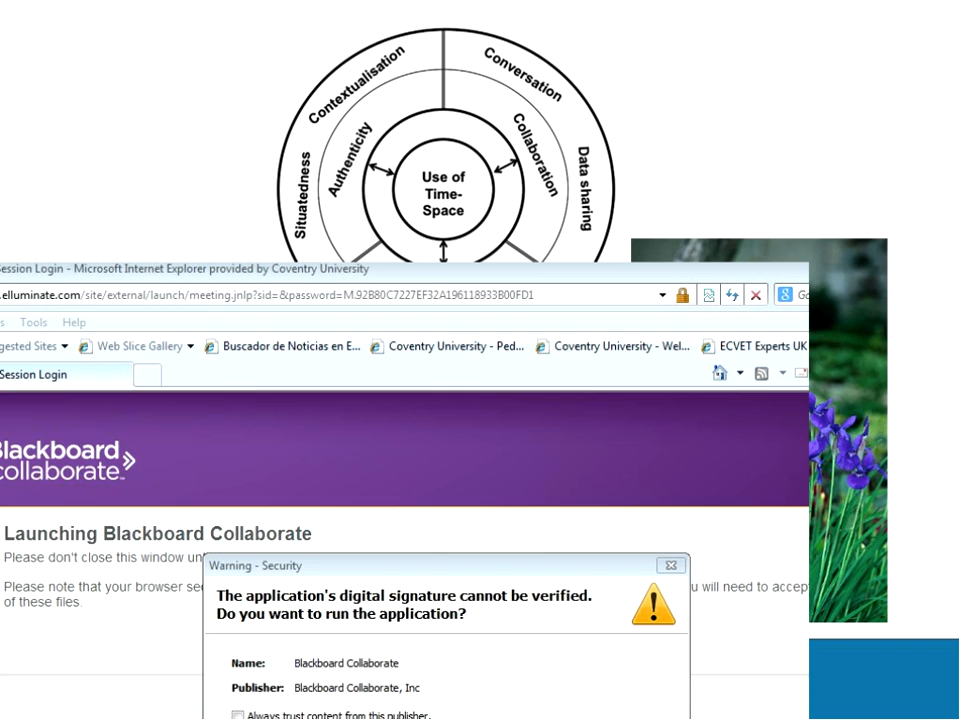 Contextualisation
Conversation
Authenticity
Collaboration
Situatedness
Data sharing
Use of
Time-
Space
Session Login - Microsoft Internet Explorer provided by Coventry University
.elluminate.com/site/external/launch/meeting.jnlp?sid=&password=M.92B80C7227EF32A196118933B00FD1
s Tools Help
gested Sites Web Slice Gallery Buscador de Noticias en E... Coventry University - Ped... Coventry University - Wel... ECVET Experts UK
Session Login
Blackboard
collaborate
Launching Blackboard Collaborate
Please don't close this window
Please note that your browser u will need to accep
of these files.
Warning - Security
The application's digital signature cannot be verified.
Do you want to run the application?
Name: Blackboard Collaborate
Publisher: Blackboard Collaborate, Inc
Always trust content from this publisher.